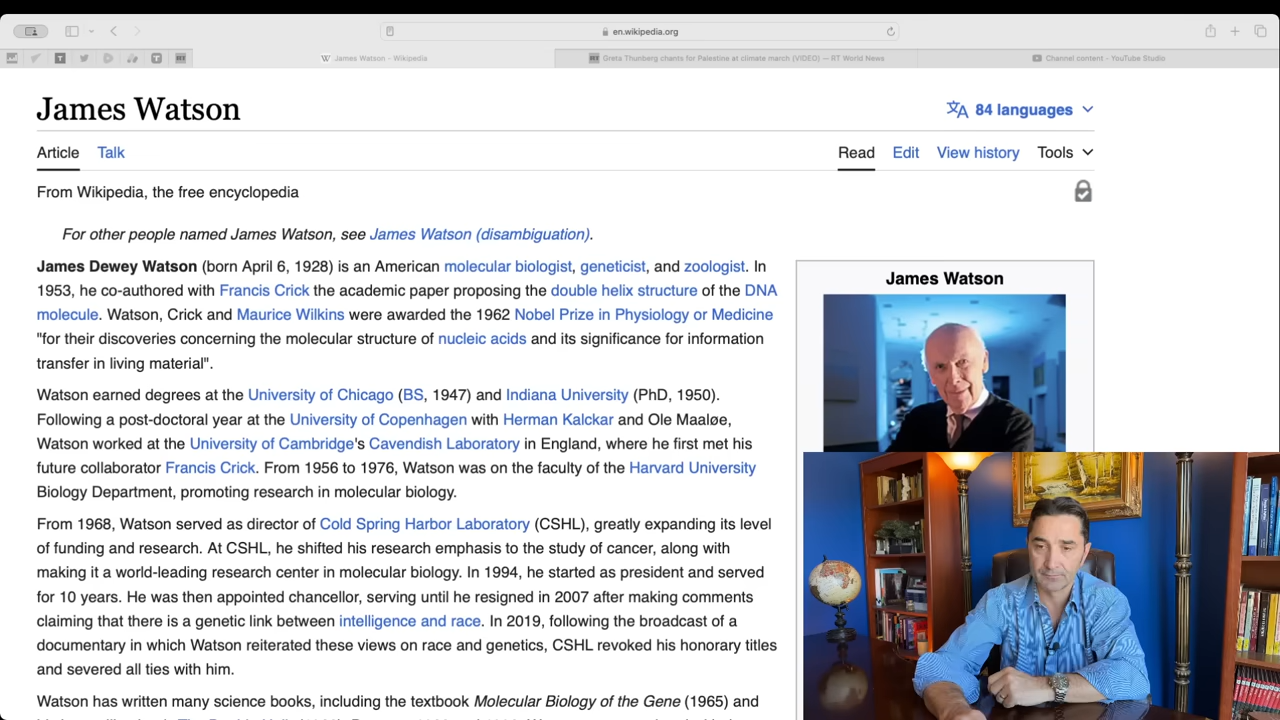 en.wikipedia.org
James Watson - Wikipedia
Greta Thunberg chants for Palestine at climate march (VIDEO) — RT World News
Channel content - YouTube Studio
James Watson
84 languages
Article
Talk
Read
Edit
View history
Tools
From Wikipedia, the free encyclopedia
For other people named James Watson, see James Watson (disambiguation).
James Dewey Watson (born April 6, 1928) is an American molecular biologist, geneticist, and zoologist. In
1953, he co-authored with Francis Crick the academic paper proposing the double helix structure of the DNA
molecule. Watson, Crick and Maurice Wilkins were awarded the 1962 Nobel Prize in Physiology or Medicine
"for their discoveries concerning the molecular structure of nucleic acids and its significance for information
transfer in living material".
James Watson
Watson earned degrees at the University of Chicago (BS, 1947) and Indiana University (PhD, 1950).
Following a post-doctoral year at the University of Copenhagen with Herman Kalckar and Ole Maaløe,
Watson worked at the University of Cambridge's Cavendish Laboratory in England, where he first met his
future collaborator Francis Crick. From 1956 to 1976, Watson was on the faculty of the Harvard University
Biology Department, promoting research in molecular biology.
From 1968, Watson served as director of Cold Spring Harbor Laboratory (CSHL), greatly expanding its level
of funding and research. At CSHL, he shifted his research emphasis to the study of cancer, along with
making it a world-leading research center in molecular biology. In 1994, he started as president and served
for 10 years. He was then appointed chancellor, serving until he resigned in 2007 after making comments
claiming that there is a genetic link between intelligence and race. In 2019, following the broadcast of a
documentary in which Watson reiterated these views on race and genetics, CSHL revoked his honorary titles
and severed all ties with him.
Watson has written many science books, including the textbook Molecular Biology of the Gene (1965) and